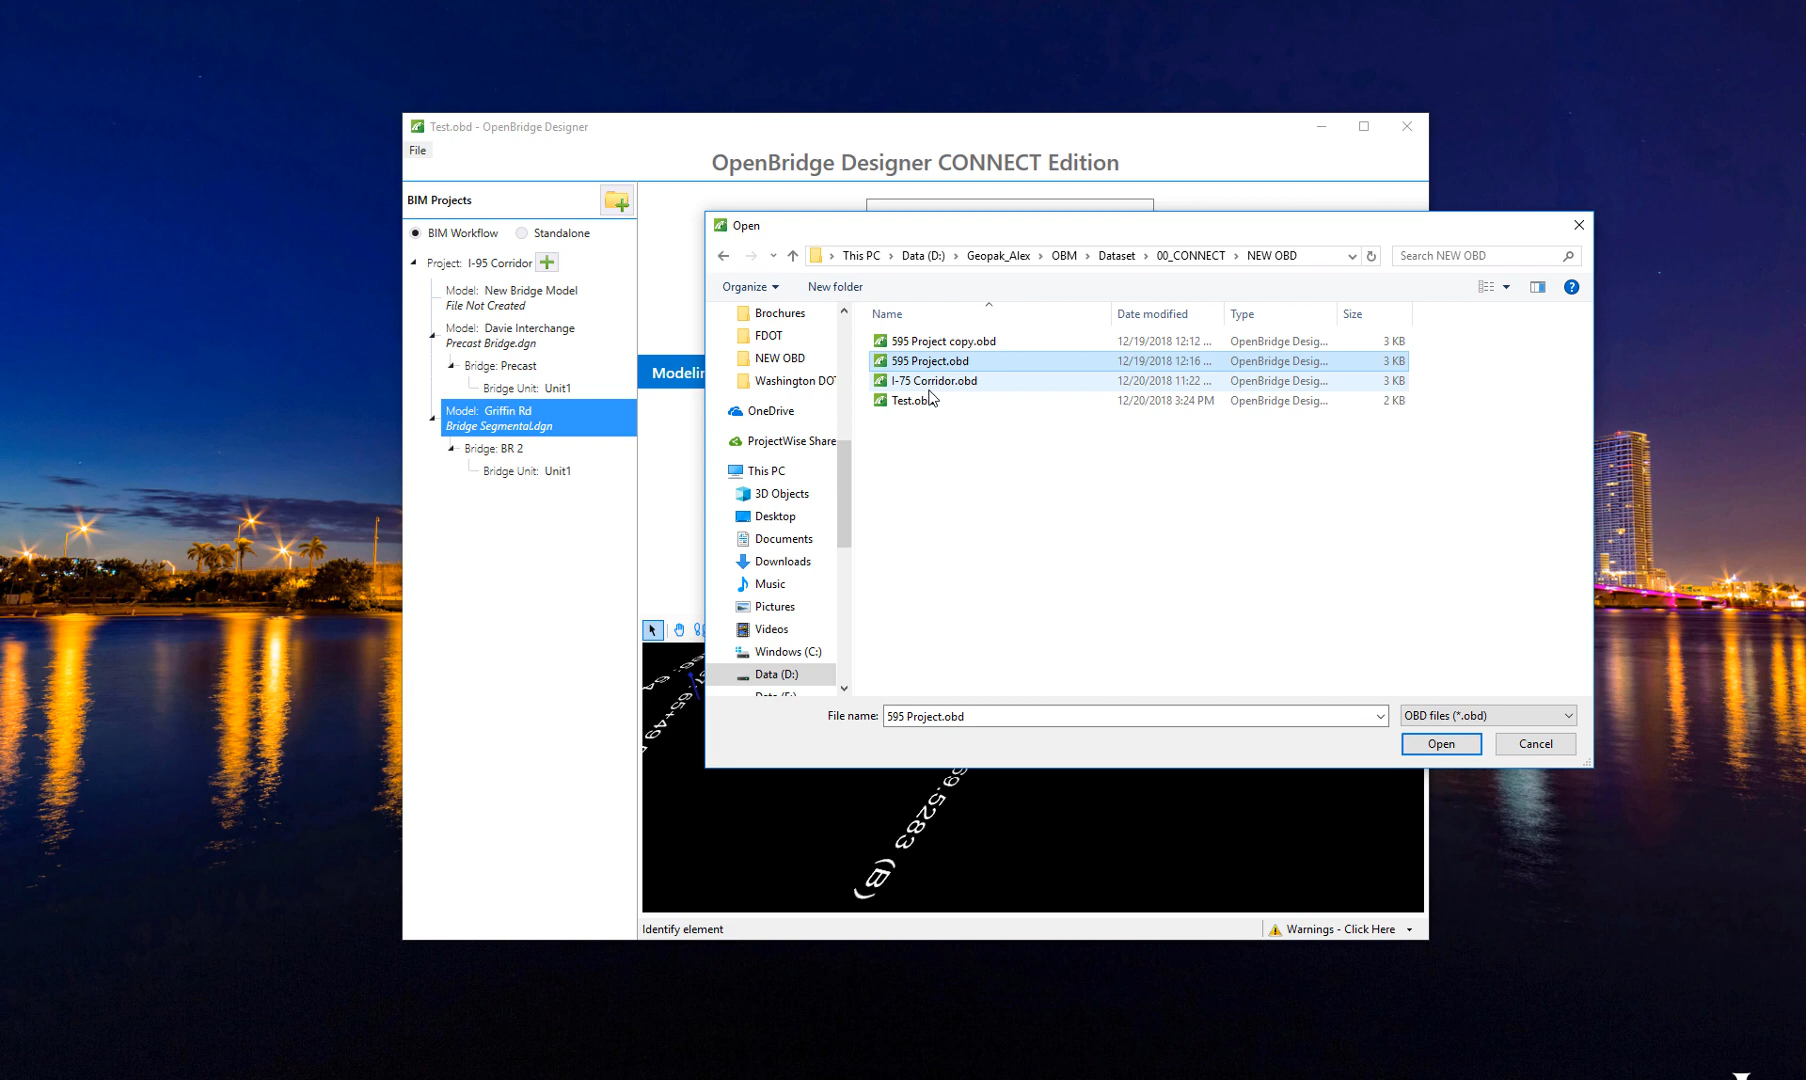 Test.obd - OpenBridge Designer
File
OpenBridge Designer CONNECT Edition
BIM Projects
BIM Workflow
Standalone
Project: I-95 Corridor
Model: New Bridge Model
File Not Created
Model: Davie Interchange
Precast Bridge.dgn
Bridge: Precast
Bridge Unit: Unit1
Model: Griffin Rd
Bridge Segmental.dgn
Bridge: BR 2
Bridge Unit: Unit1
Open
This PC › Data (D:) › Geopak_Alex › OBM › Dataset › 00_CONNECT › NEW OBD
Search NEW OBD
Organize
New folder
Brochures
FDOT
NEW OBD
Washington DO
OneDrive
ProjectWise Share
This PC
3D Objects
Desktop
Documents
Downloads
Music
Pictures
Videos
Windows (C:)
Data (D:)
Name Date modified Type Size
595 Project copy.obd 12/19/2018 12:12 ... OpenBridge Desig... 3 KB
595 Project.obd 12/19/2018 12:16 ... OpenBridge Desig... 3 KB
I-75 Corridor.obd 12/20/2018 11:22 ... OpenBridge Desig... 3 KB
Test.ob 12/20/2018 3:24 PM OpenBridge Desig... 2 KB
File name: 595 Project.obd
OBD files (*.obd)
Open
Cancel
Modelin
69.5283 (B)
Identify element
Warnings - Click Here